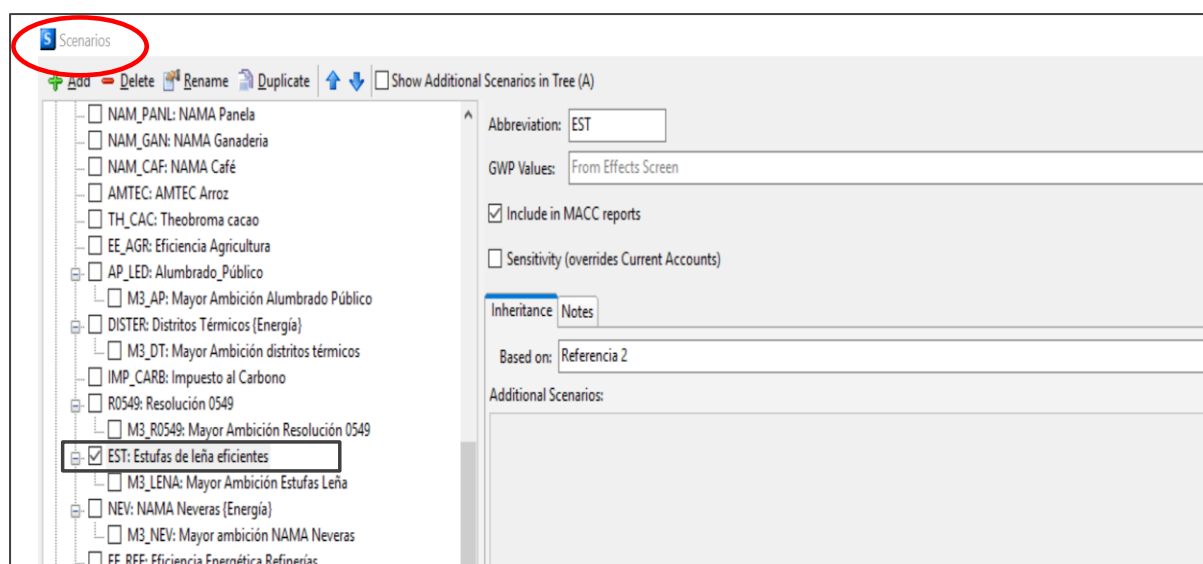 S Scenarios
Add Delete Rename Duplicate Show Additional Scenarios in Tree (A)
NAM_PANL: NAMA Panela
NAM_GAN: NAMA Ganaderia
NAM_CAF: NAMA Café
AMTEC: AMTEC Arroz
TH_CAC: Theobroma cacao
EE_AGR: Eficiencia Agricultura
AP_LED: Alumbrado_Público
M3_AP: Mayor Ambición Alumbrado Público
DISTER: Distritos Térmicos {Energía}
M3_DT: Mayor Ambición distritos térmicos
IMP_CARB: Impuesto al Carbono
R0549: Resolución 0549
M3_R0549: Mayor Ambición Resolución 0549
EST: Estufas de leña eficientes
M3_LENA: Mayor Ambición Estufas Leña
NEV: NAMA Neveras {Energía}
M3_NEV: Mayor ambición NAMA Neveras
EE_REF: Eficiencia Energética Refinerías
Abbreviation: EST
GWP Values: From Effects Screen
Include in MACC reports
Sensitivity (overrides Current Accounts)
Inheritance Notes
Based on: Referencia 2
Additional Scenarios: